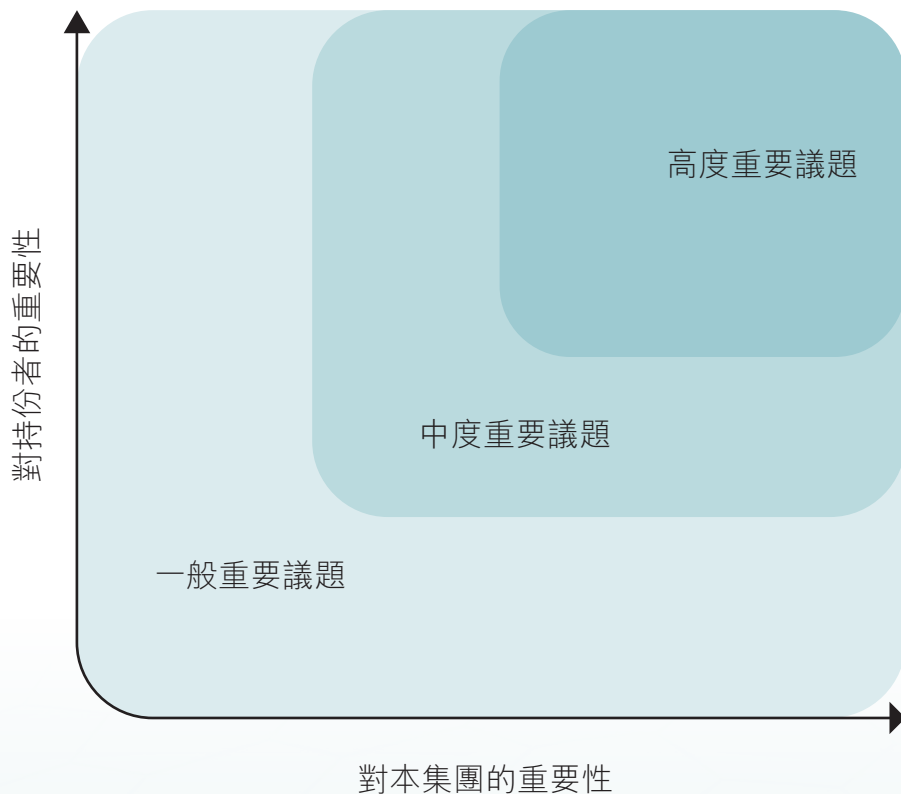 高度重要議題
對持份者的重要性
中度重要議題
一般重要議題
對本集團的重要性